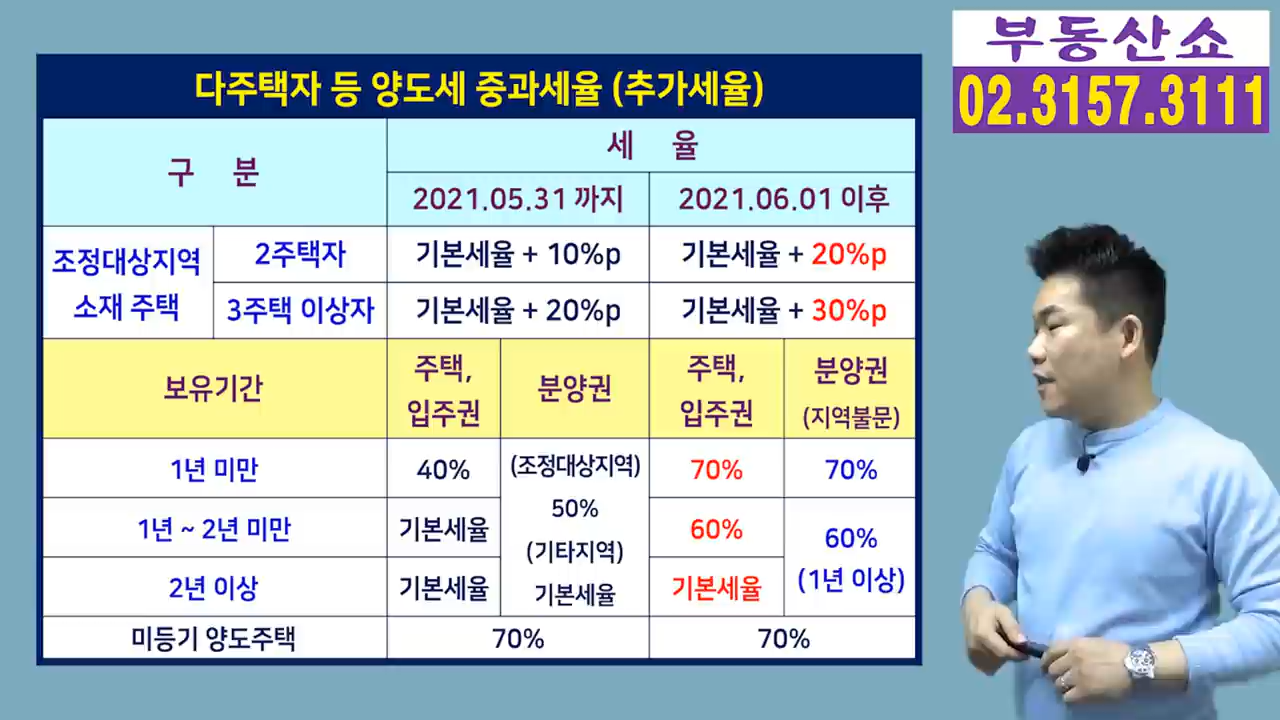 부동산쇼
02.3157.3111
다주택자 등 양도세 중과세율 (추가세율)
구 분
세 율
2021.05.31 까지
2021.06.01 이후
조정대상지역
소재 주택
2주택자
기본세율 + 10%p
기본세율 + 20%p
3주택 이상자
기본세율 + 20%p
기본세율 + 30%p
보유기간
주택,
입주권
분양권
주택,
입주권
분양권
(지역불문)
1년 미만
40%
(조정대상지역)
50%
(기타지역)
기본세율
70%
70%
1년 ~ 2년 미만
기본세율
60%
60%
(1년 이상)
2년 이상
기본세율
기본세율
미등기 양도주택
70%
70%